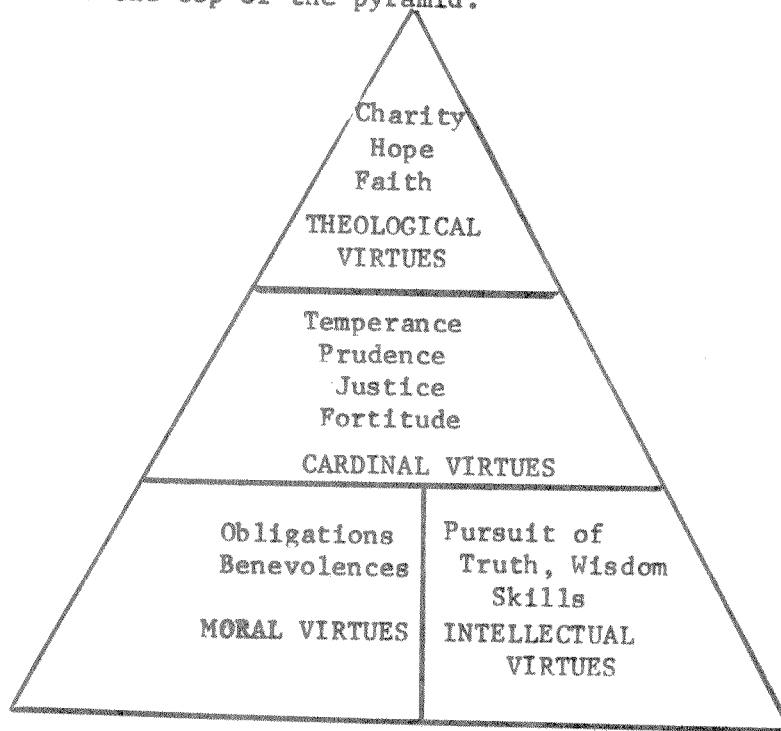 top of the pyramid.
Charity
Hope
Faith
THEOLOGICAL
VIRTUES
Temperance
Prudence
Justice
Fortitude
CARDINAL VIRTUES
Obligations
Benevolences
MORAL VIRTUES
Pursuit of
Truth, Wisdom
Skills
INTELLECTUAL
VIRTUES